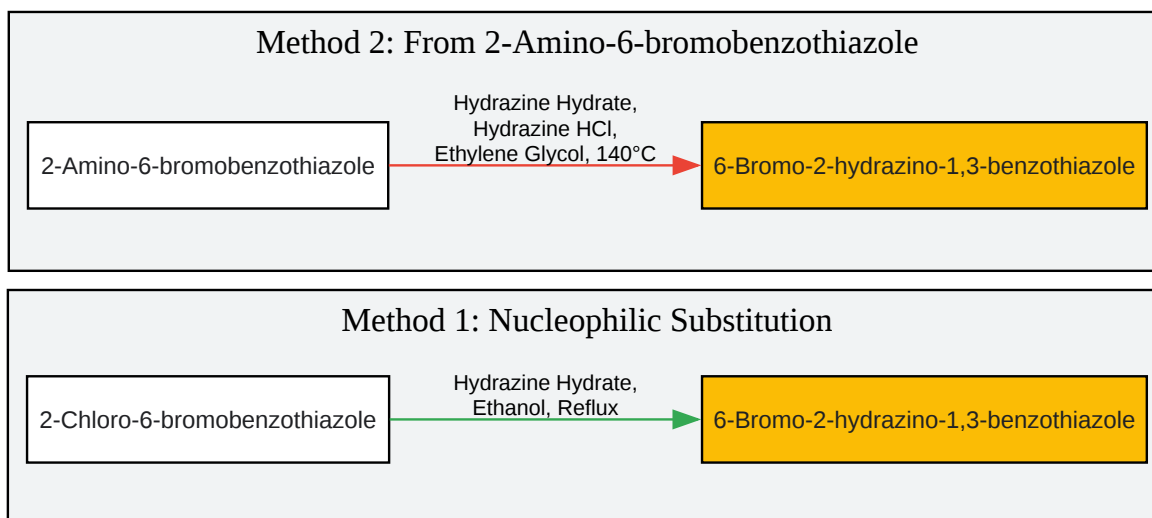 Method 2: From 2-Amino-6-bromobenzothiazole
Hydrazine Hydrate,
Hydrazine HCl,
Ethylene Glycol, 140°C
2-Amino-6-bromobenzothiazole
6-Bromo-2-hydrazino-1,3-benzothiazole
Method 1: Nucleophilic Substitution
Hydrazine Hydrate,
Ethanol, Reflux
2-Chloro-6-bromobenzothiazole
6-Bromo-2-hydrazino-1,3-benzothiazole